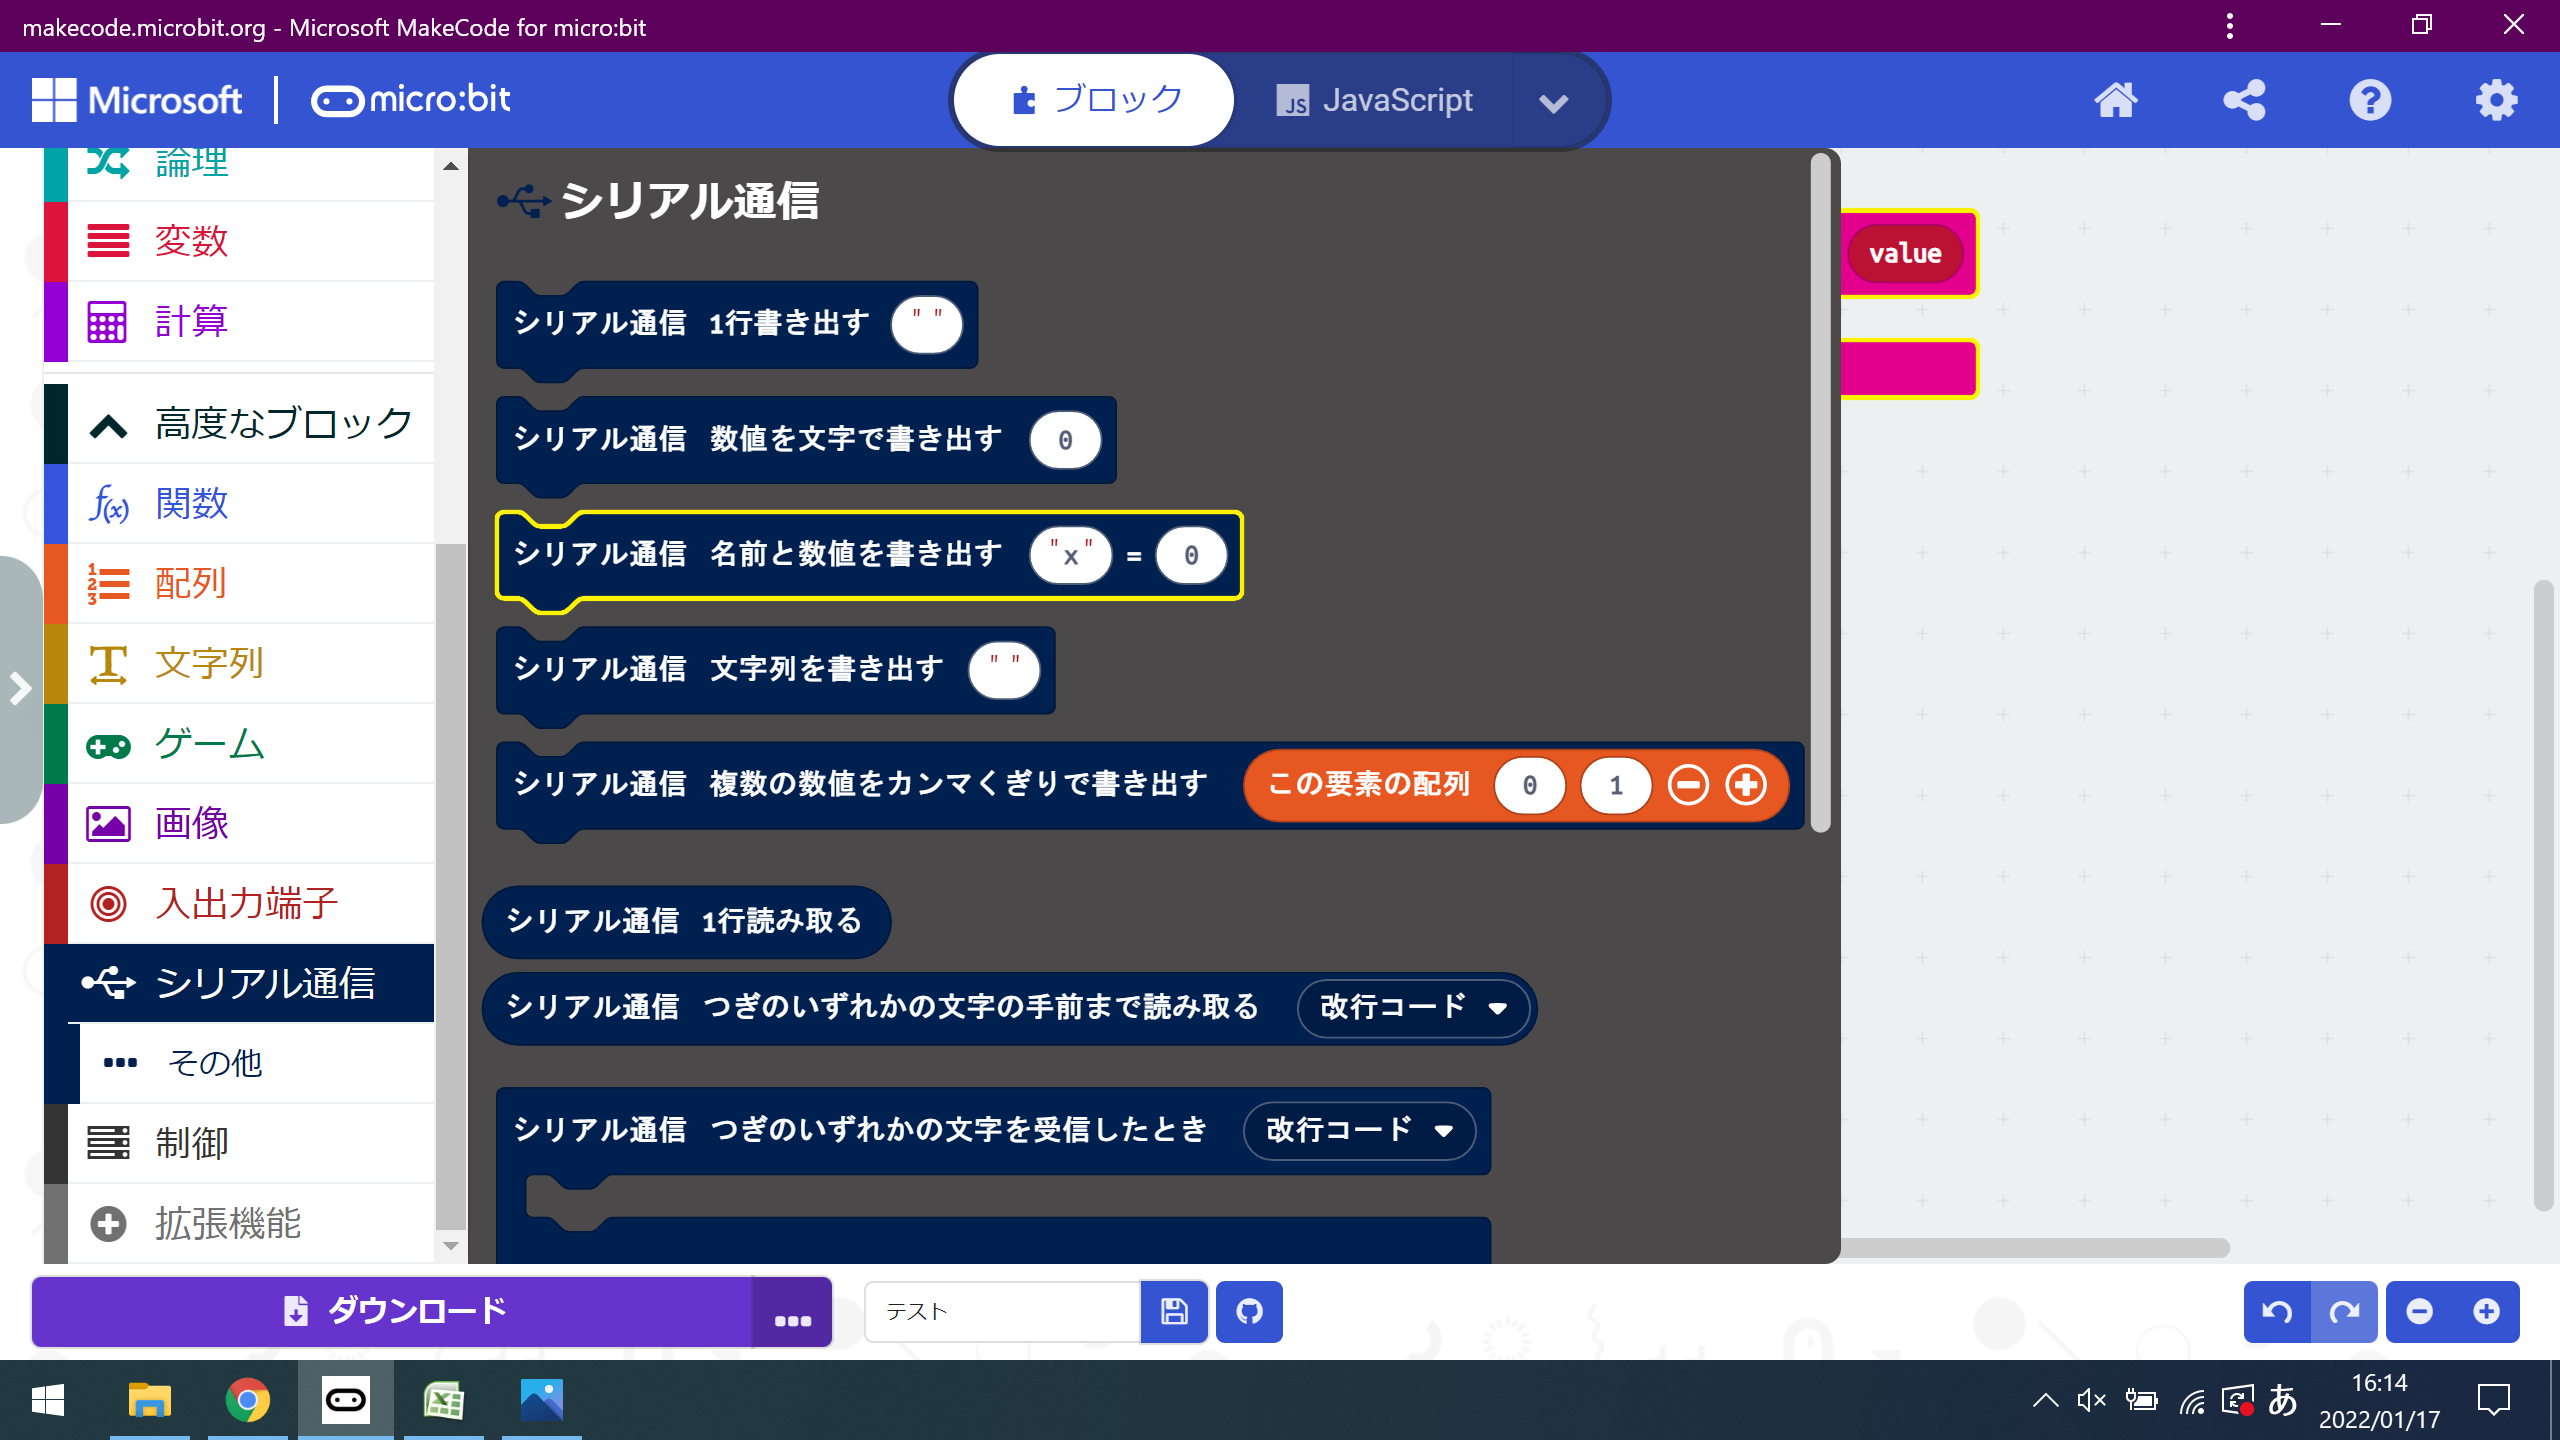 makecode.microbit.org - Microsoft MakeCode for micro:bit
Microsoft
micro:bit
ブロック
JS JavaScript
論理
変数
計算
高度なブロック
f(x) 関数
配列
文字列
ゲーム
画像
入出力端子
シリアル通信
その他
制御
拡張機能
シリアル通信
シリアル通信 1行書き出す " "
シリアル通信 数値を文字で書き出す 0
シリアル通信 名前と数値を書き出す "x" = 0
シリアル通信 文字列を書き出す " "
シリアル通信 複数の数値をカンマくぎりで書き出す この要素の配列 0 1
シリアル通信 1行読み取る
シリアル通信 つぎのいずれかの文字の手前まで読み取る 改行コード
シリアル通信 つぎのいずれかの文字を受信したとき 改行コード
value
ダウンロード
テスト
あ
16:14
2022/01/17